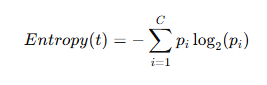 Entropy(t) = − ∑_{i=1}^{C} p_i log_2(p_i)